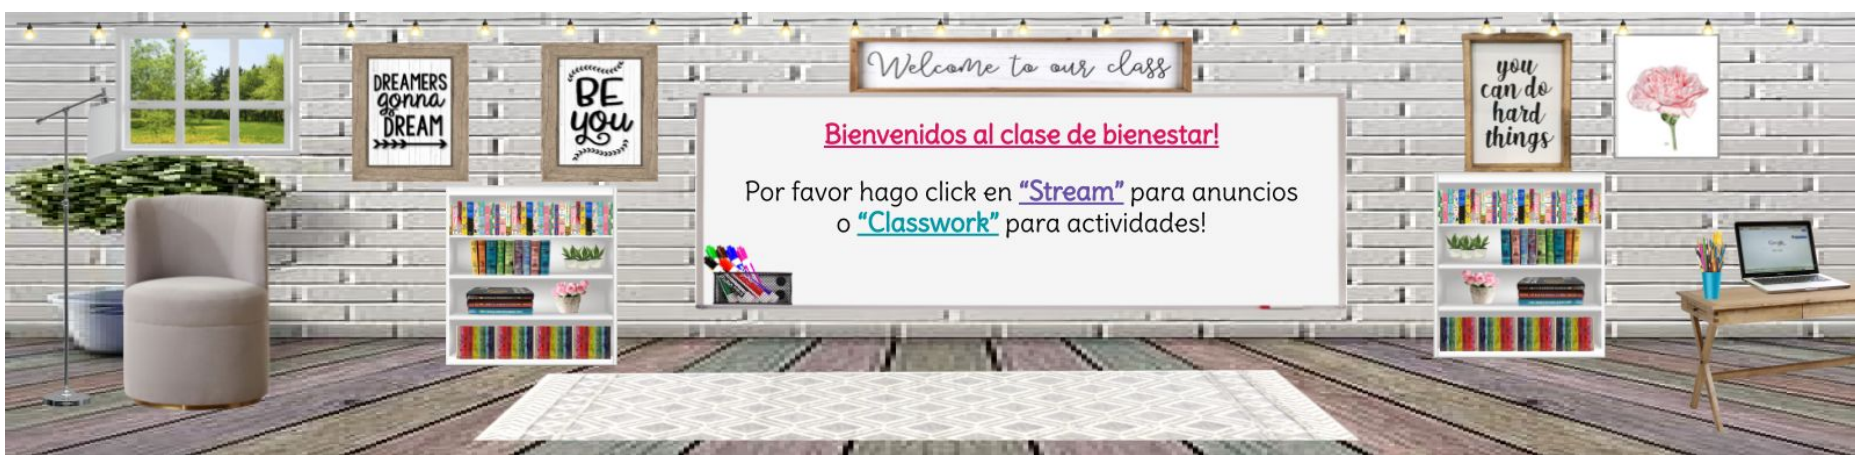 Welcome to our class
DREAMERS
gonna
DREAM
BE
you
Bienvenidos al clase de bienestar!
Por favor hago click en “Stream” para anuncios
o “Classwork” para actividades!
you
can do
hard
things